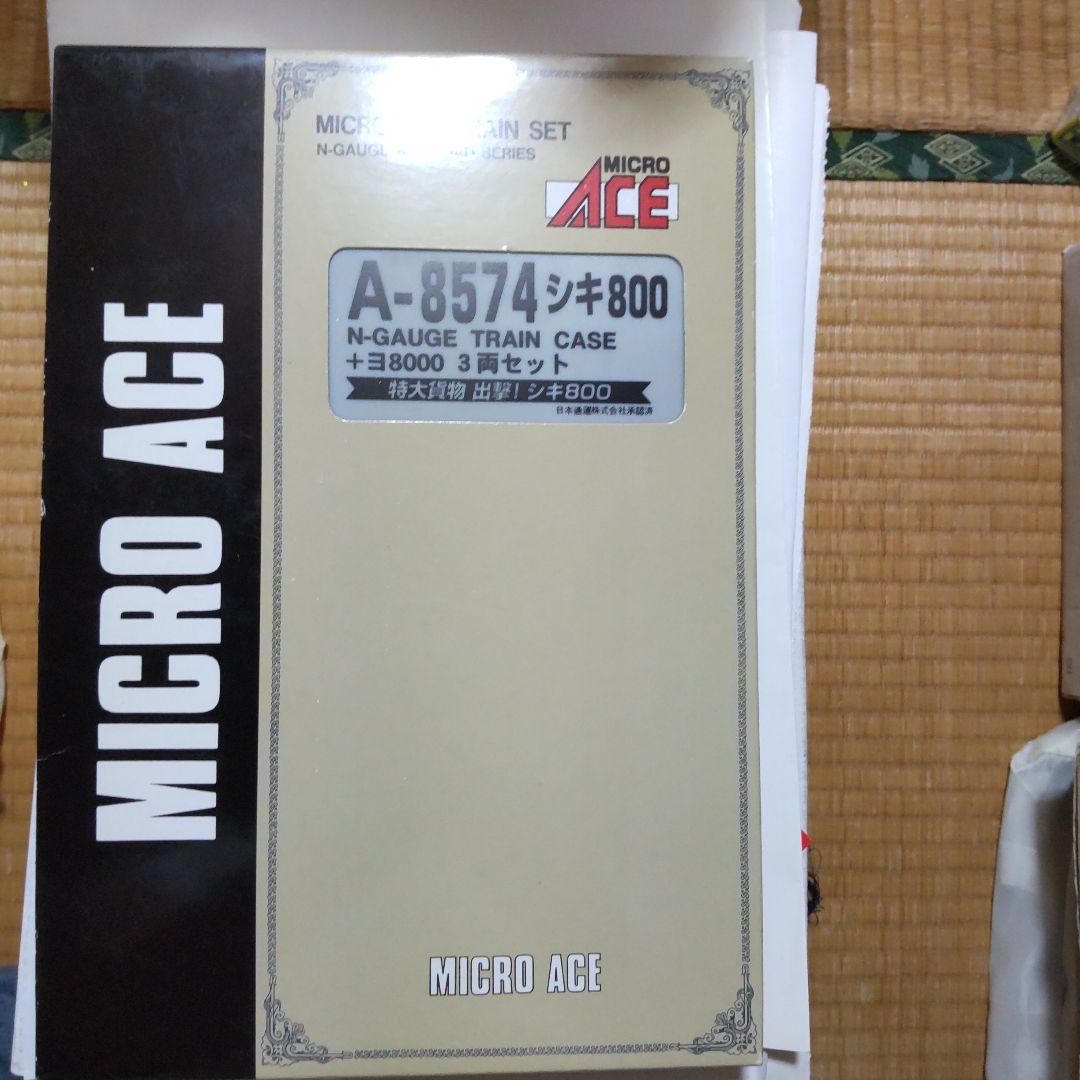 MICRO ACE
TRAIN SET
N-GAUGE SERIES
MICRO
ACE
A-8574 シキ800
N-GAUGE TRAIN CASE
+ヨ8000 3両セット
特大貨物 出撃! シキ800
日本通運株式会社承認済
MICRO ACE